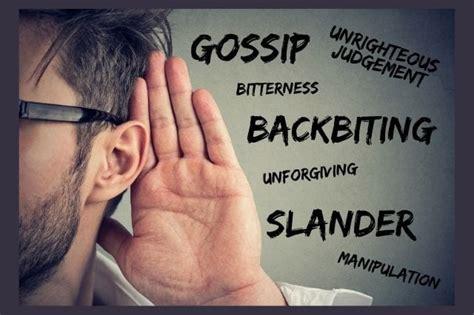 GOSSIP
UNRIGHTEOUS
JUDGEMENT
BITTERNESS
BACKBITING
UNFORGIVING
SLANDER
MANIPULATION